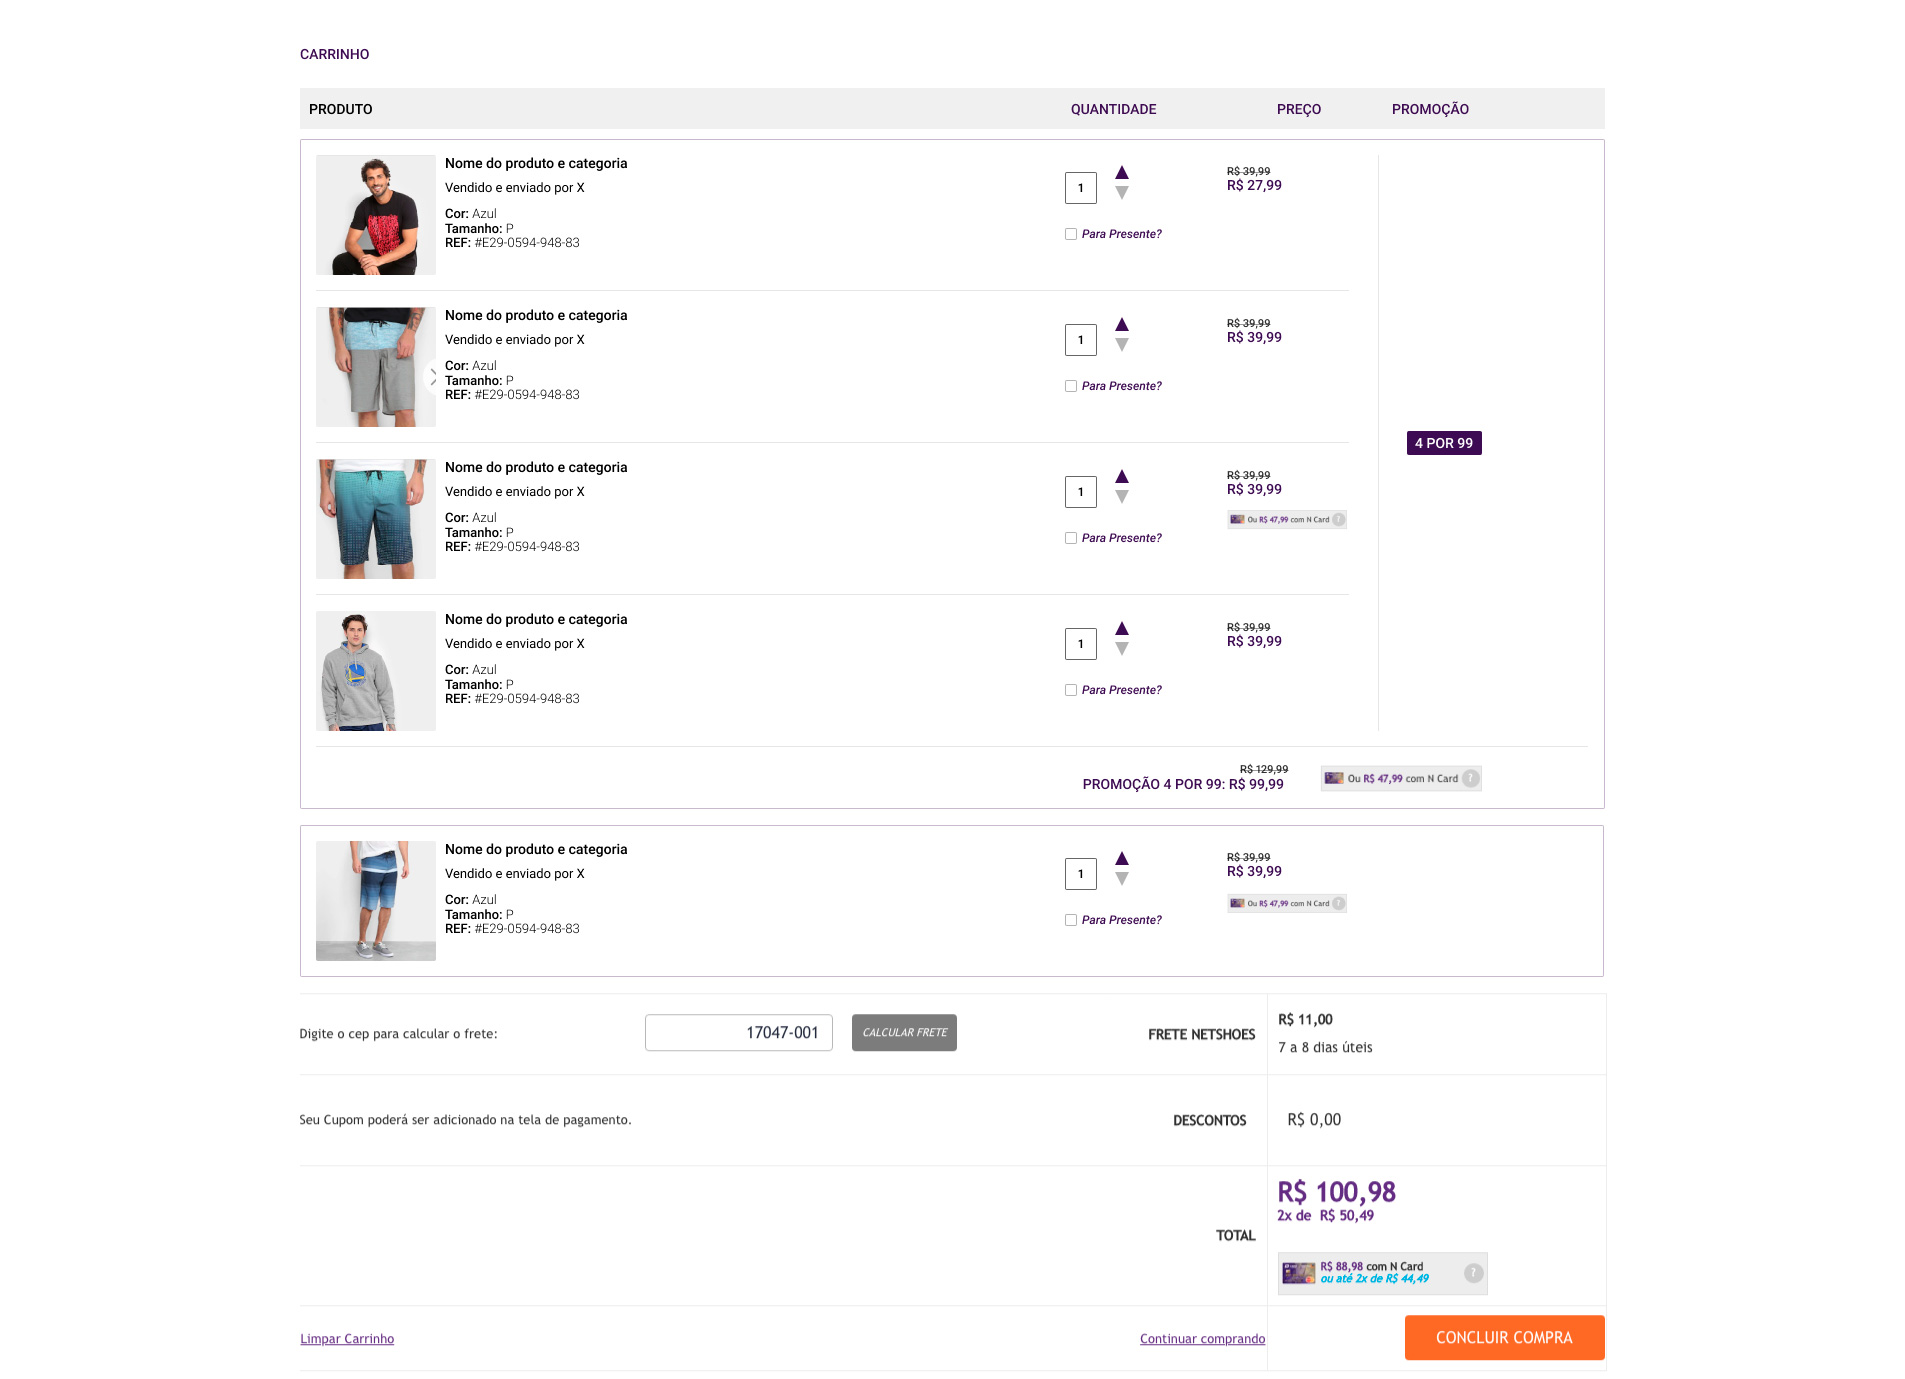 CARRINHO
PRODUTO QUANTIDADE PREÇO PROMOÇÃO
Nome do produto e categoria
Vendido e enviado por X
Cor: Azul
Tamanho: P
REF: #E29-0594-948-83
1
Para Presente?
R$ 39,99
R$ 27,99
Nome do produto e categoria
Vendido e enviado por X
Cor: Azul
Tamanho: P
REF: #E29-0594-948-83
1
Para Presente?
R$ 39,99
R$ 39,99
4 POR 99
Nome do produto e categoria
Vendido e enviado por X
Cor: Azul
Tamanho: P
REF: #E29-0594-948-83
1
Para Presente?
R$ 39,99
R$ 39,99
Ou R$ 47,99 com N Card ?
Nome do produto e categoria
Vendido e enviado por X
Cor: Azul
Tamanho: P
REF: #E29-0594-948-83
1
Para Presente?
R$ 39,99
R$ 39,99
R$ 129,99
PROMOÇÃO 4 POR 99: R$ 99,99
Ou R$ 47,99 com N Card ?
Nome do produto e categoria
Vendido e enviado por X
Cor: Azul
Tamanho: P
REF: #E29-0594-948-83
1
Para Presente?
R$ 39,99
R$ 39,99
Ou R$ 47,99 com N Card ?
Digite o cep para calcular o frete: 17047-001 CALCULAR FRETE FRETE NETSHOES
R$ 11,00
7 a 8 dias úteis
Seu Cupom poderá ser adicionado na tela de pagamento. DESCONTOS R$ 0,00
TOTAL
R$ 100,98
2x de R$ 50,49
R$ 88,98 com N Card
ou até 2x de R$ 44,49
?
Limpar Carrinho Continuar comprando CONCLUIR COMPRA